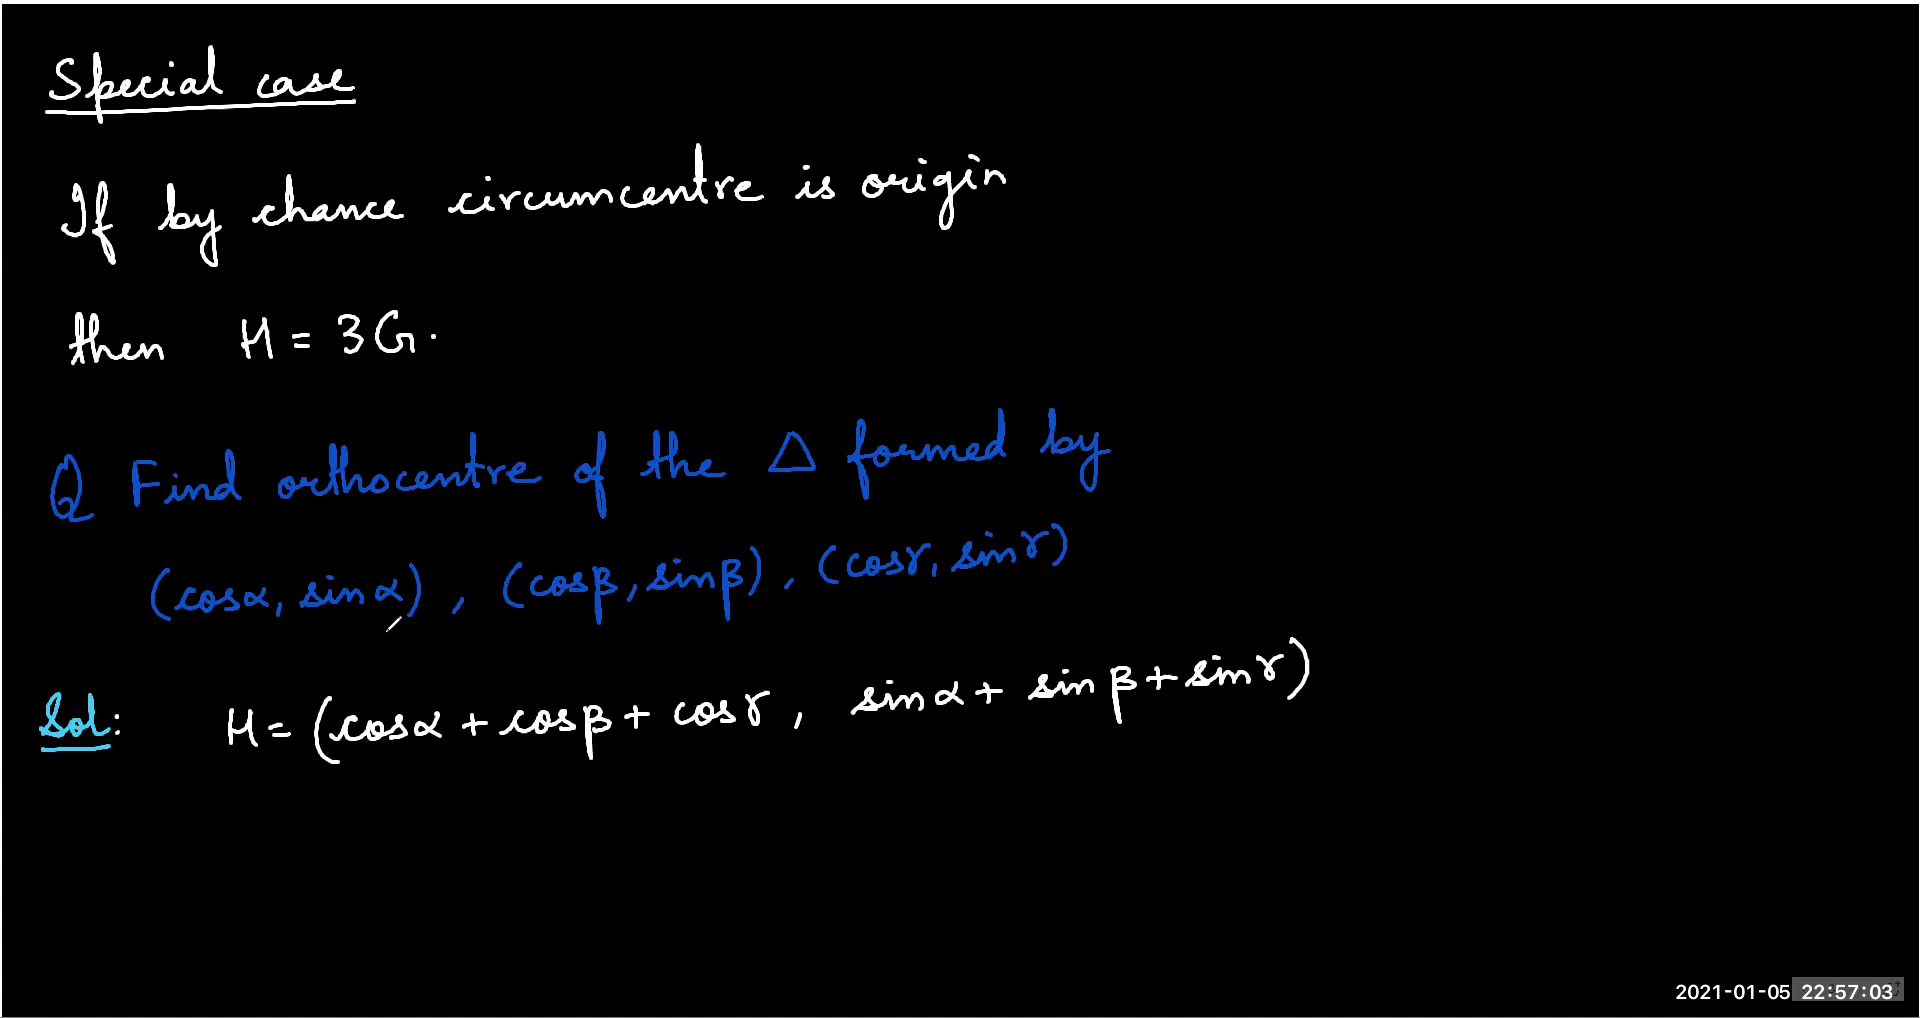 Special case
If by chance circumcentre is origin
then H = 3G.
Q Find orthocentre of the Δ formed by
(cosα, sinα), (cosβ, sinβ), (cosγ, sinγ)
Sol: H = (cosα + cosβ + cosγ, sinα + sinβ + sinγ)
2021-01-05 22:57:03